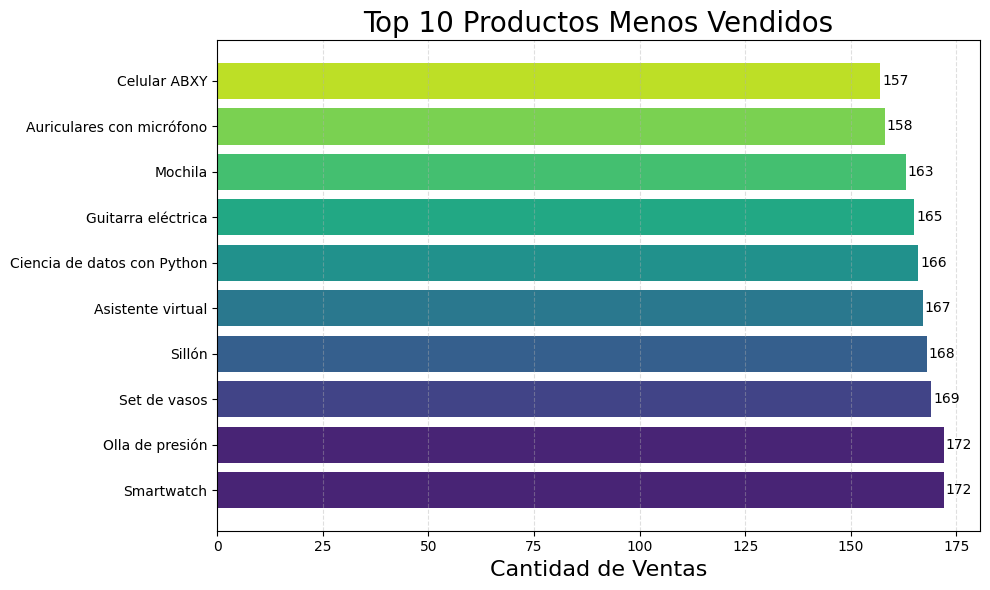 Top 10 Productos Menos Vendidos
Celular ABXY 157
Auriculares con micrófono 158
Mochila 163
Guitarra eléctrica 165
Ciencia de datos con Python 166
Asistente virtual 167
Sillón 168
Set de vasos 169
Olla de presión 172
Smartwatch 172
0 25 50 75 100 125 150 175
Cantidad de Ventas